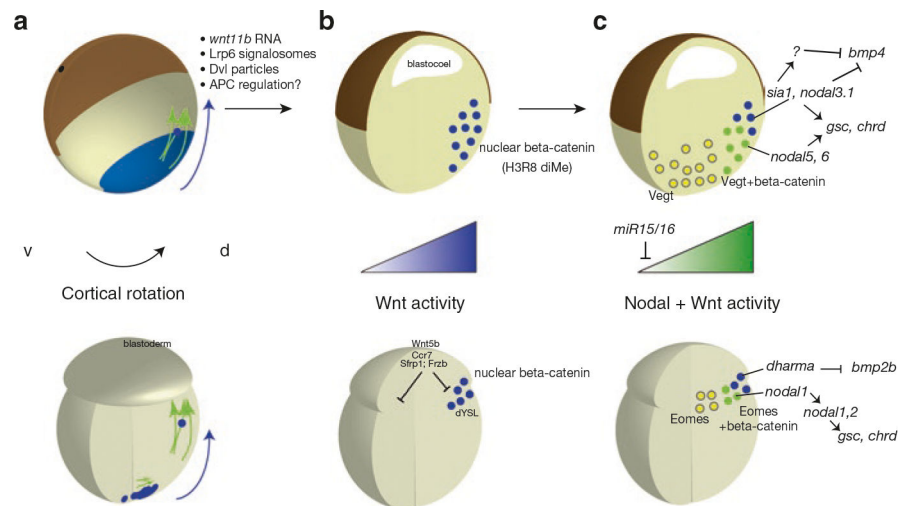 a
• wnt11b RNA
• Lrp6 signalosomes
• Dvl particles
• APC regulation?
b
blastocoel
nuclear beta-catenin
(H3R8 diMe)
c
?
bmp4
sia1, nodal3.1
gsc, chrd
nodal5, 6
Vegt+beta-catenin
Vegt
v
d
Cortical rotation
Wnt activity
miR15/16
Nodal + Wnt activity
blastoderm
Wnt5b
Ccr7
Sfrp1; Frzb
nuclear beta-catenin
dYSL
dharma
bmp2b
nodal1
nodal1,2
Eomes
Eomes
+beta-catenin
gsc, chrd